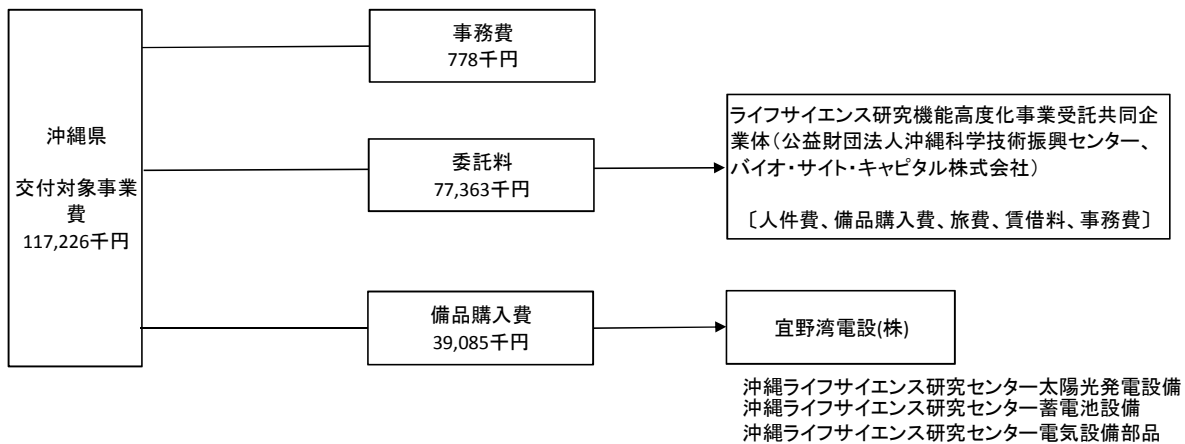 沖縄県
交付対象事業
費
117,226千円
事務費
778千円
委託料
77,363千円
ライフサイエンス研究機能高度化事業受託共同企
業体(公益財団法人沖縄科学技術振興センター、
バイオ・サイト・キャピタル株式会社)
〔人件費、備品購入費、旅費、賃借料、事務費〕
備品購入費
39,085千円
宜野湾電設(株)
沖縄ライフサイエンス研究センター太陽光発電設備
沖縄ライフサイエンス研究センター蓄電池設備
沖縄ライフサイエンス研究センター電気設備部品